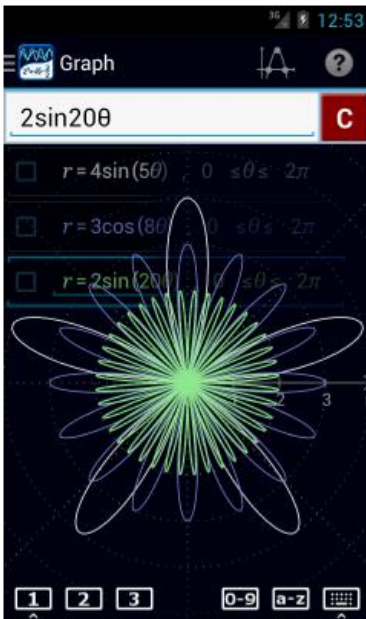 3G 12:53
Graph
?
2sin20θ
C
r=4sin(5θ) , 0 ≤θ≤ 2π
r=3cos(8θ) , 0 ≤θ≤ 2π
r=2sin(20θ) , 0 ≤θ≤ 2π
1 2 3
1 2 3 0-9 a-z